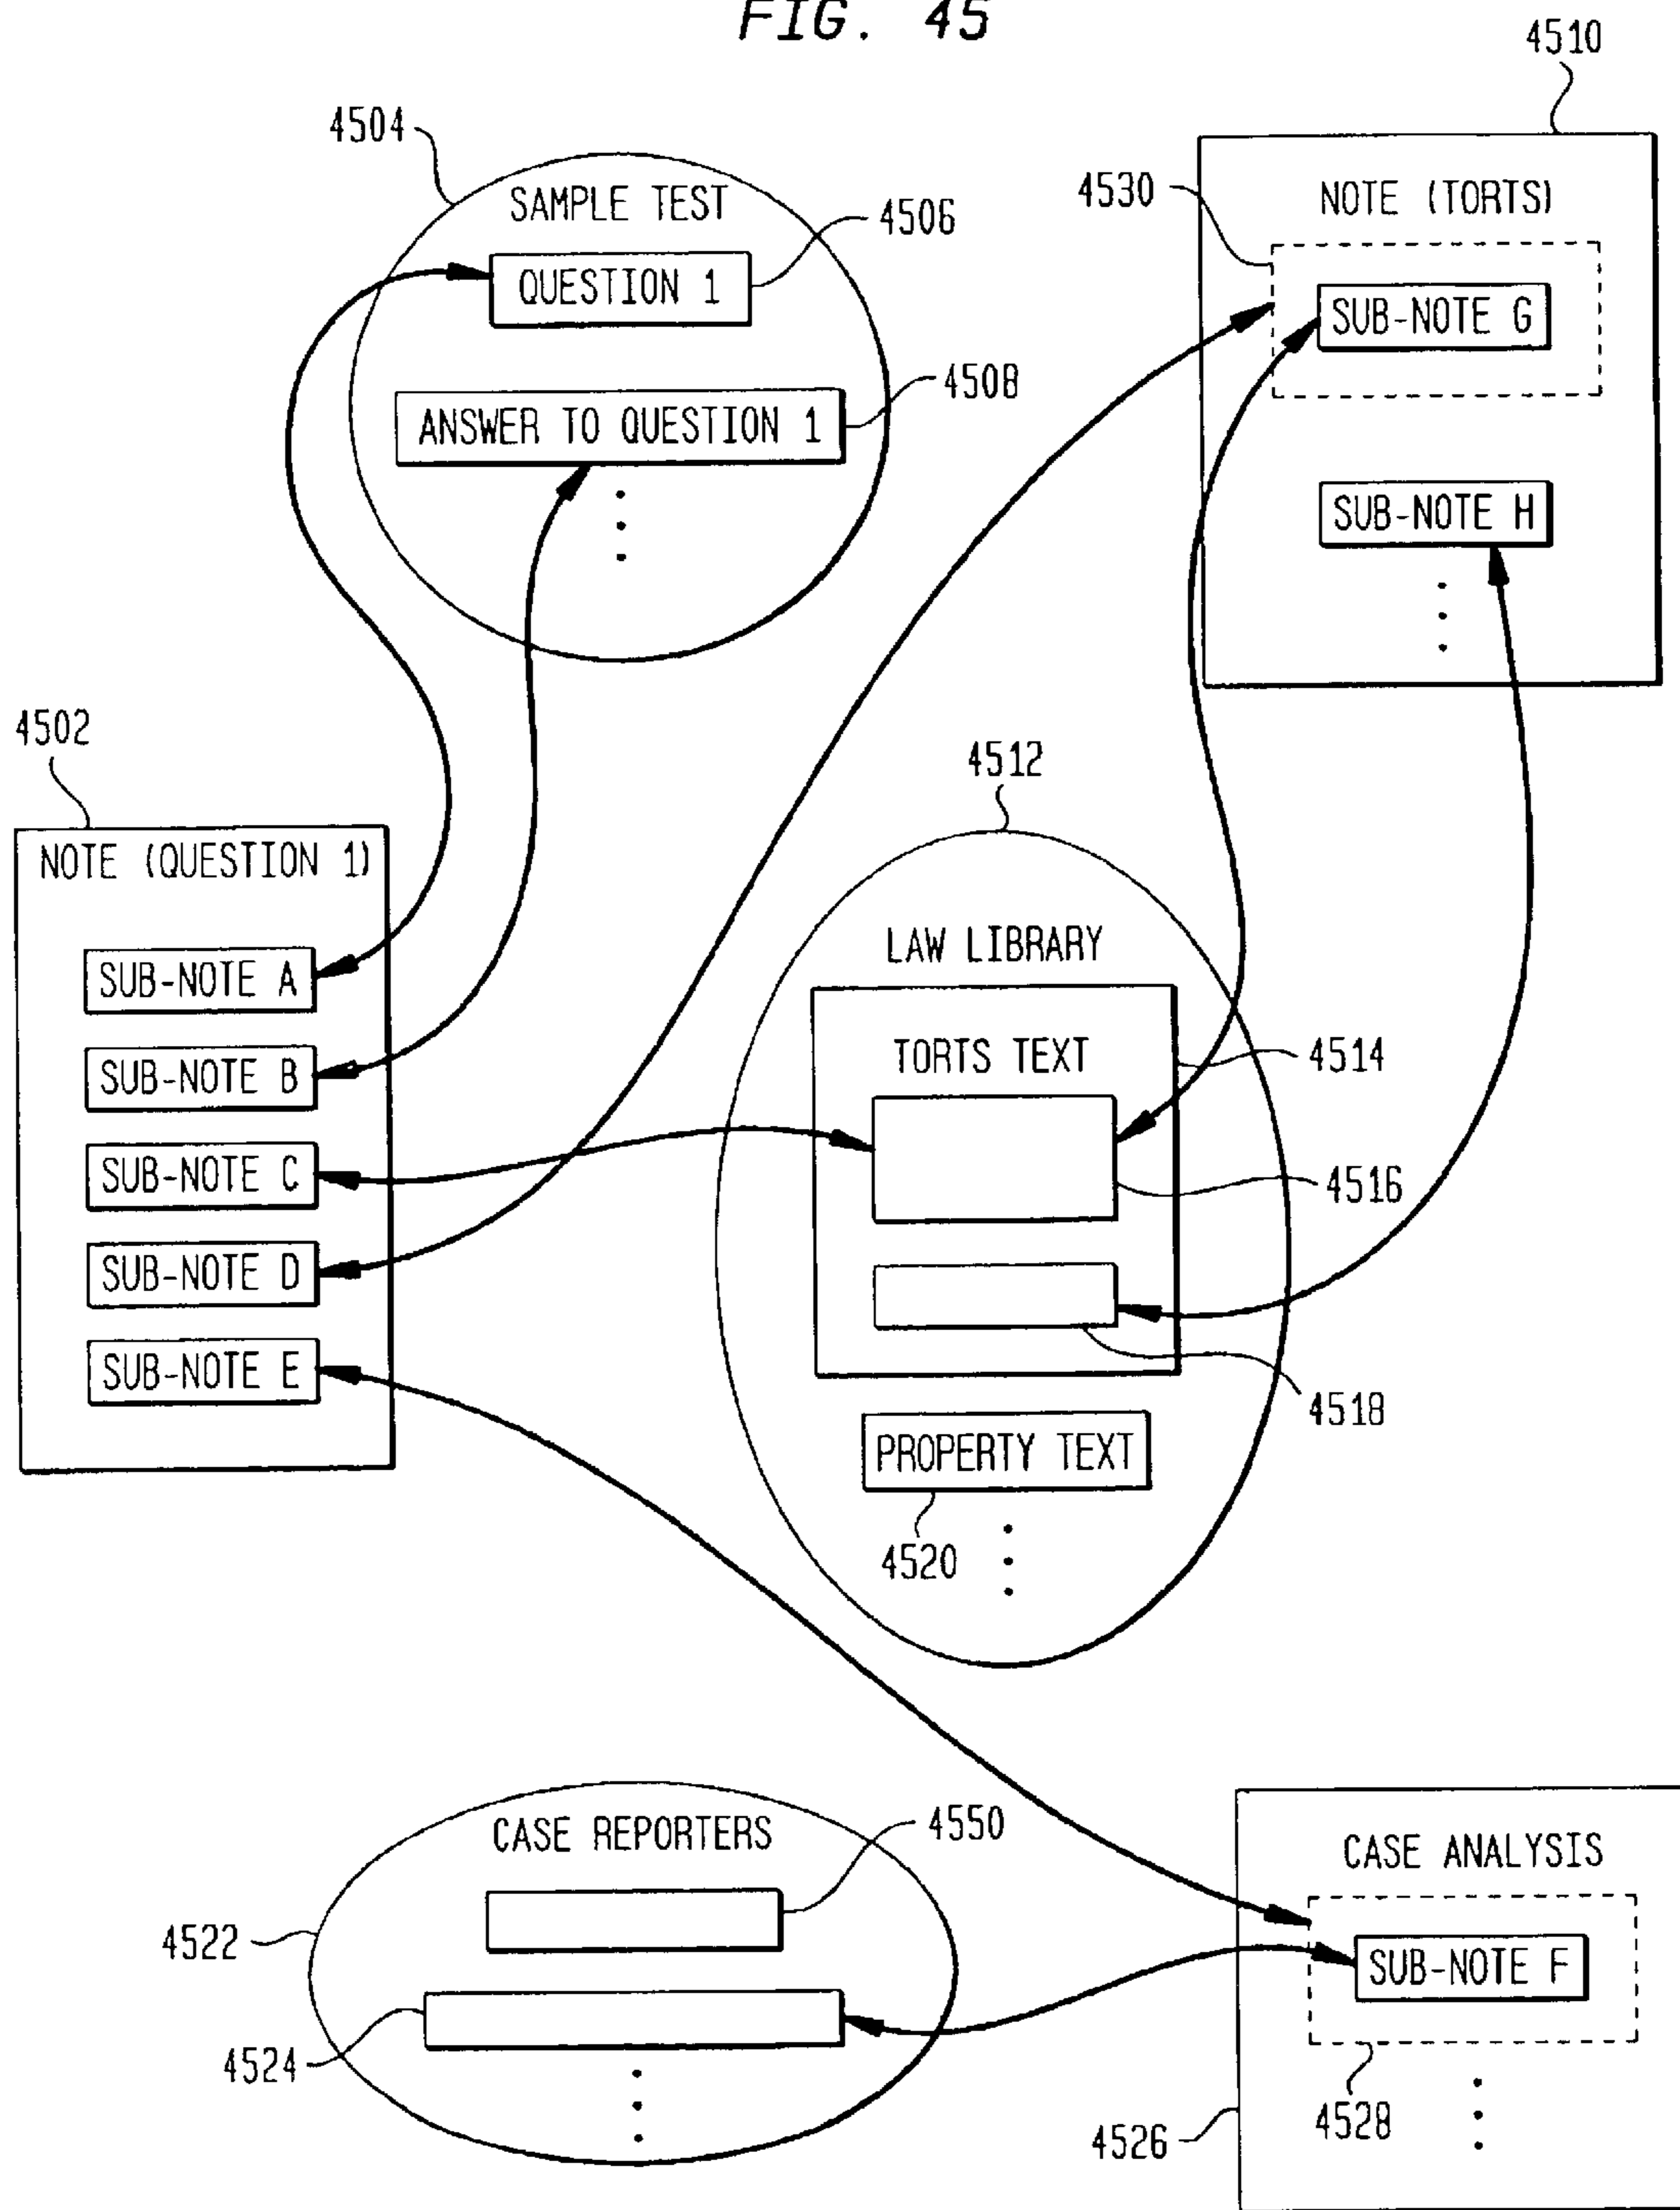 FIG. 45
4510
4504
SAMPLE TEST
4506
QUESTION 1
4508
ANSWER TO QUESTION 1
4530
NOTE (TORTS)
SUB-NOTE G
SUB-NOTE H
4502
NOTE (QUESTION 1)
SUB-NOTE A
SUB-NOTE B
SUB-NOTE C
SUB-NOTE D
SUB-NOTE E
4512
LAW LIBRARY
TORTS TEXT
4514
4516
4518
PROPERTY TEXT
4520
CASE REPORTERS
4550
4522
4524
CASE ANALYSIS
SUB-NOTE F
4528
4526